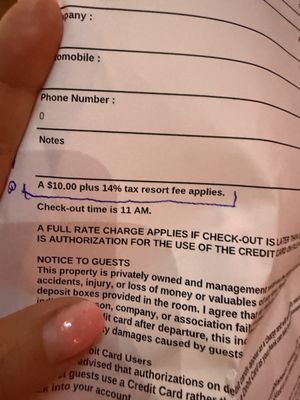 pany :
omobile :
Phone Number :
0
Notes
A $10.00 plus 14% tax resort fee applies.
Check-out time is 11 AM.
A FULL RATE CHARGE APPLIES IF CHECK-OUT IS LATER
IS AUTHORIZATION FOR THE USE OF THE CREDIT
NOTICE TO GUESTS
This property is privately owned and management
accidents, injury, or loss of money or valuables
deposit boxes provided in the room. I agree that
on, company, or association fail
dit card after departure, this
y damages caused by guests
Card Users
advised that authorizations on
guests use a Credit Card rather
into your account